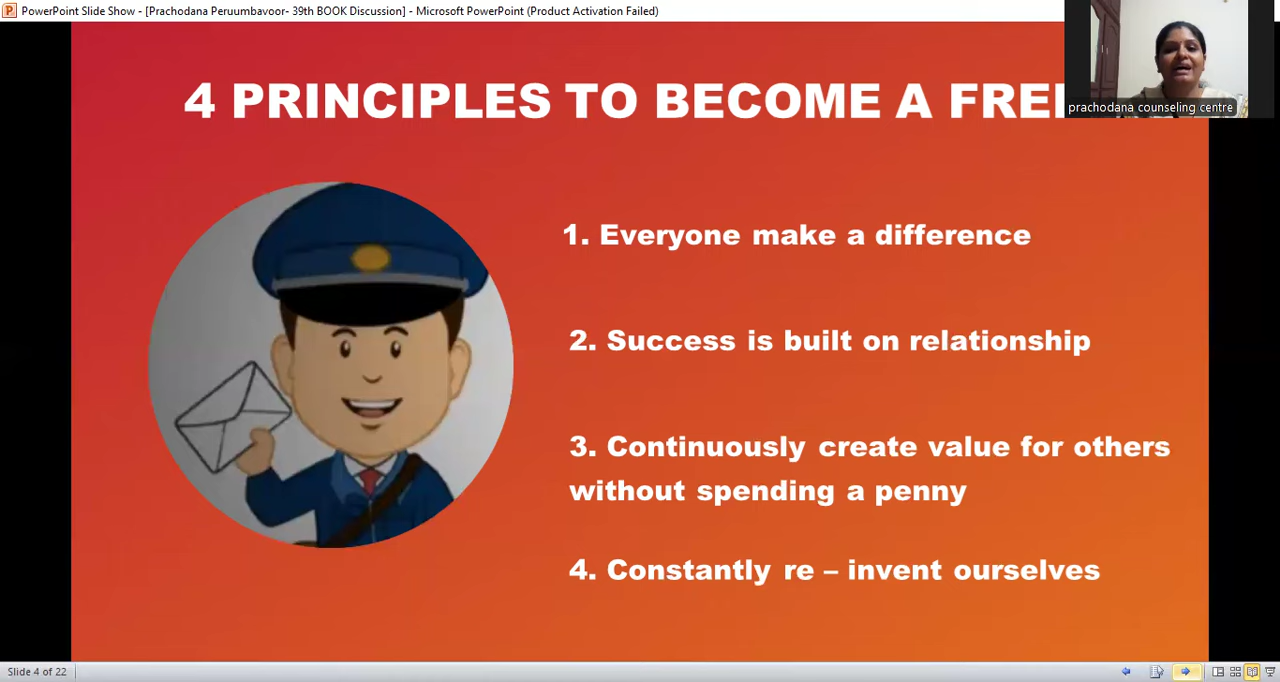 PowerPoint Slide Show - [Prachodana Peruumbavoor- 39th BOOK Discussion] - Microsoft PowerPoint (Product Activation Failed)
prachodana counseling centre
4 PRINCIPLES TO BECOME A FRE
1. Everyone make a difference
2. Success is built on relationship
3. Continuously create value for others
without spending a penny
4. Constantly re – invent ourselves
Slide 4 of 22